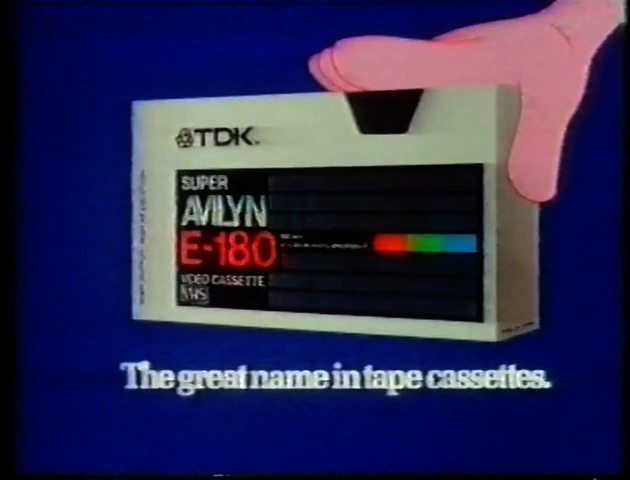 TDK.
SUPER
AVILYN
E-180
VIDEO CASSETTE
VHS
The great name in tape cassettes.